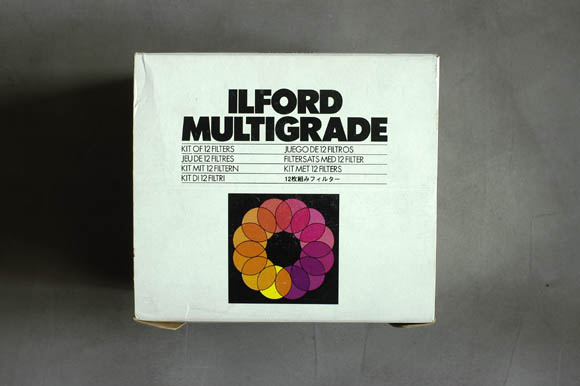 ILFORD
MULTIGRADE
KIT OF 12 FILTERS
JUEGO DE 12 FILTROS
JEU DE 12 FILTRES
FILTERSATS MED 12 FILTER
KIT MIT 12 FILTERN
KIT MET 12 FILTERS
KIT DI 12 FILTRI
12枚組みフィルター